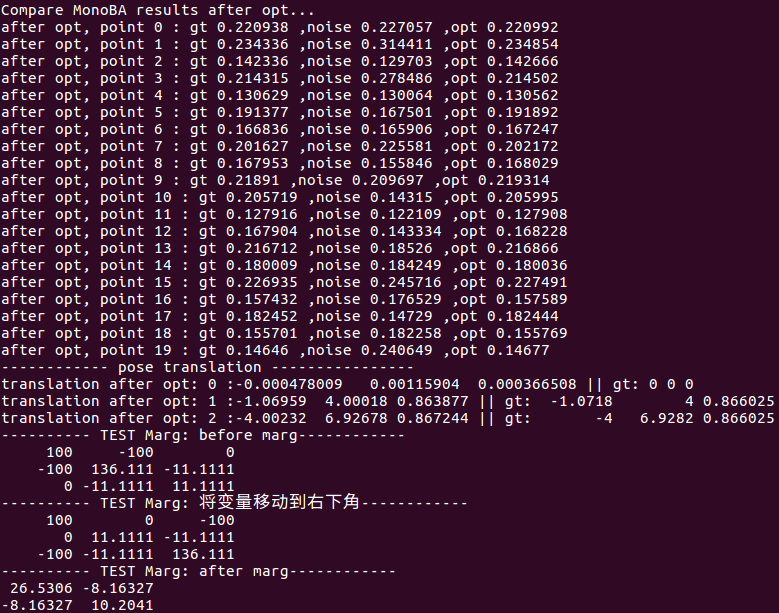 Compare MonoBA results after opt...
after opt, point 0 : gt 0.220938 ,noise 0.227057 ,opt 0.220992
after opt, point 1 : gt 0.234336 ,noise 0.314411 ,opt 0.234854
after opt, point 2 : gt 0.142336 ,noise 0.129703 ,opt 0.142666
after opt, point 3 : gt 0.214315 ,noise 0.278486 ,opt 0.214502
after opt, point 4 : gt 0.130629 ,noise 0.130064 ,opt 0.130562
after opt, point 5 : gt 0.191377 ,noise 0.167501 ,opt 0.191892
after opt, point 6 : gt 0.166836 ,noise 0.165906 ,opt 0.167247
after opt, point 7 : gt 0.201627 ,noise 0.225581 ,opt 0.202172
after opt, point 8 : gt 0.167953 ,noise 0.155846 ,opt 0.168029
after opt, point 9 : gt 0.21891 ,noise 0.209697 ,opt 0.219314
after opt, point 10 : gt 0.205719 ,noise 0.14315 ,opt 0.205995
after opt, point 11 : gt 0.127916 ,noise 0.122109 ,opt 0.127908
after opt, point 12 : gt 0.167904 ,noise 0.143334 ,opt 0.168228
after opt, point 13 : gt 0.216712 ,noise 0.18526 ,opt 0.216866
after opt, point 14 : gt 0.180009 ,noise 0.184249 ,opt 0.180036
after opt, point 15 : gt 0.226935 ,noise 0.245716 ,opt 0.227491
after opt, point 16 : gt 0.157432 ,noise 0.176529 ,opt 0.157589
after opt, point 17 : gt 0.182452 ,noise 0.14729 ,opt 0.182444
after opt, point 18 : gt 0.155701 ,noise 0.182258 ,opt 0.155769
after opt, point 19 : gt 0.14646 ,noise 0.240649 ,opt 0.14677
------------ pose translation ----------------
translation after opt: 0 :-0.000478009   0.00115904  0.000366508 || gt: 0 0 0
translation after opt: 1 :-1.06959  4.00018 0.863877 || gt:  -1.0718        4 0.866025
translation after opt: 2 :-4.00232  6.92678 0.867244 || gt:       -4   6.9282 0.866025
---------- TEST Marg: before marg------------
     100     -100        0
    -100  136.111 -11.1111
       0 -11.1111  11.1111
---------- TEST Marg: 将变量移动到右下角------------
     100        0     -100
       0  11.1111 -11.1111
    -100 -11.1111  136.111
---------- TEST Marg: after marg------------
 26.5306 -8.16327
-8.16327  10.2041